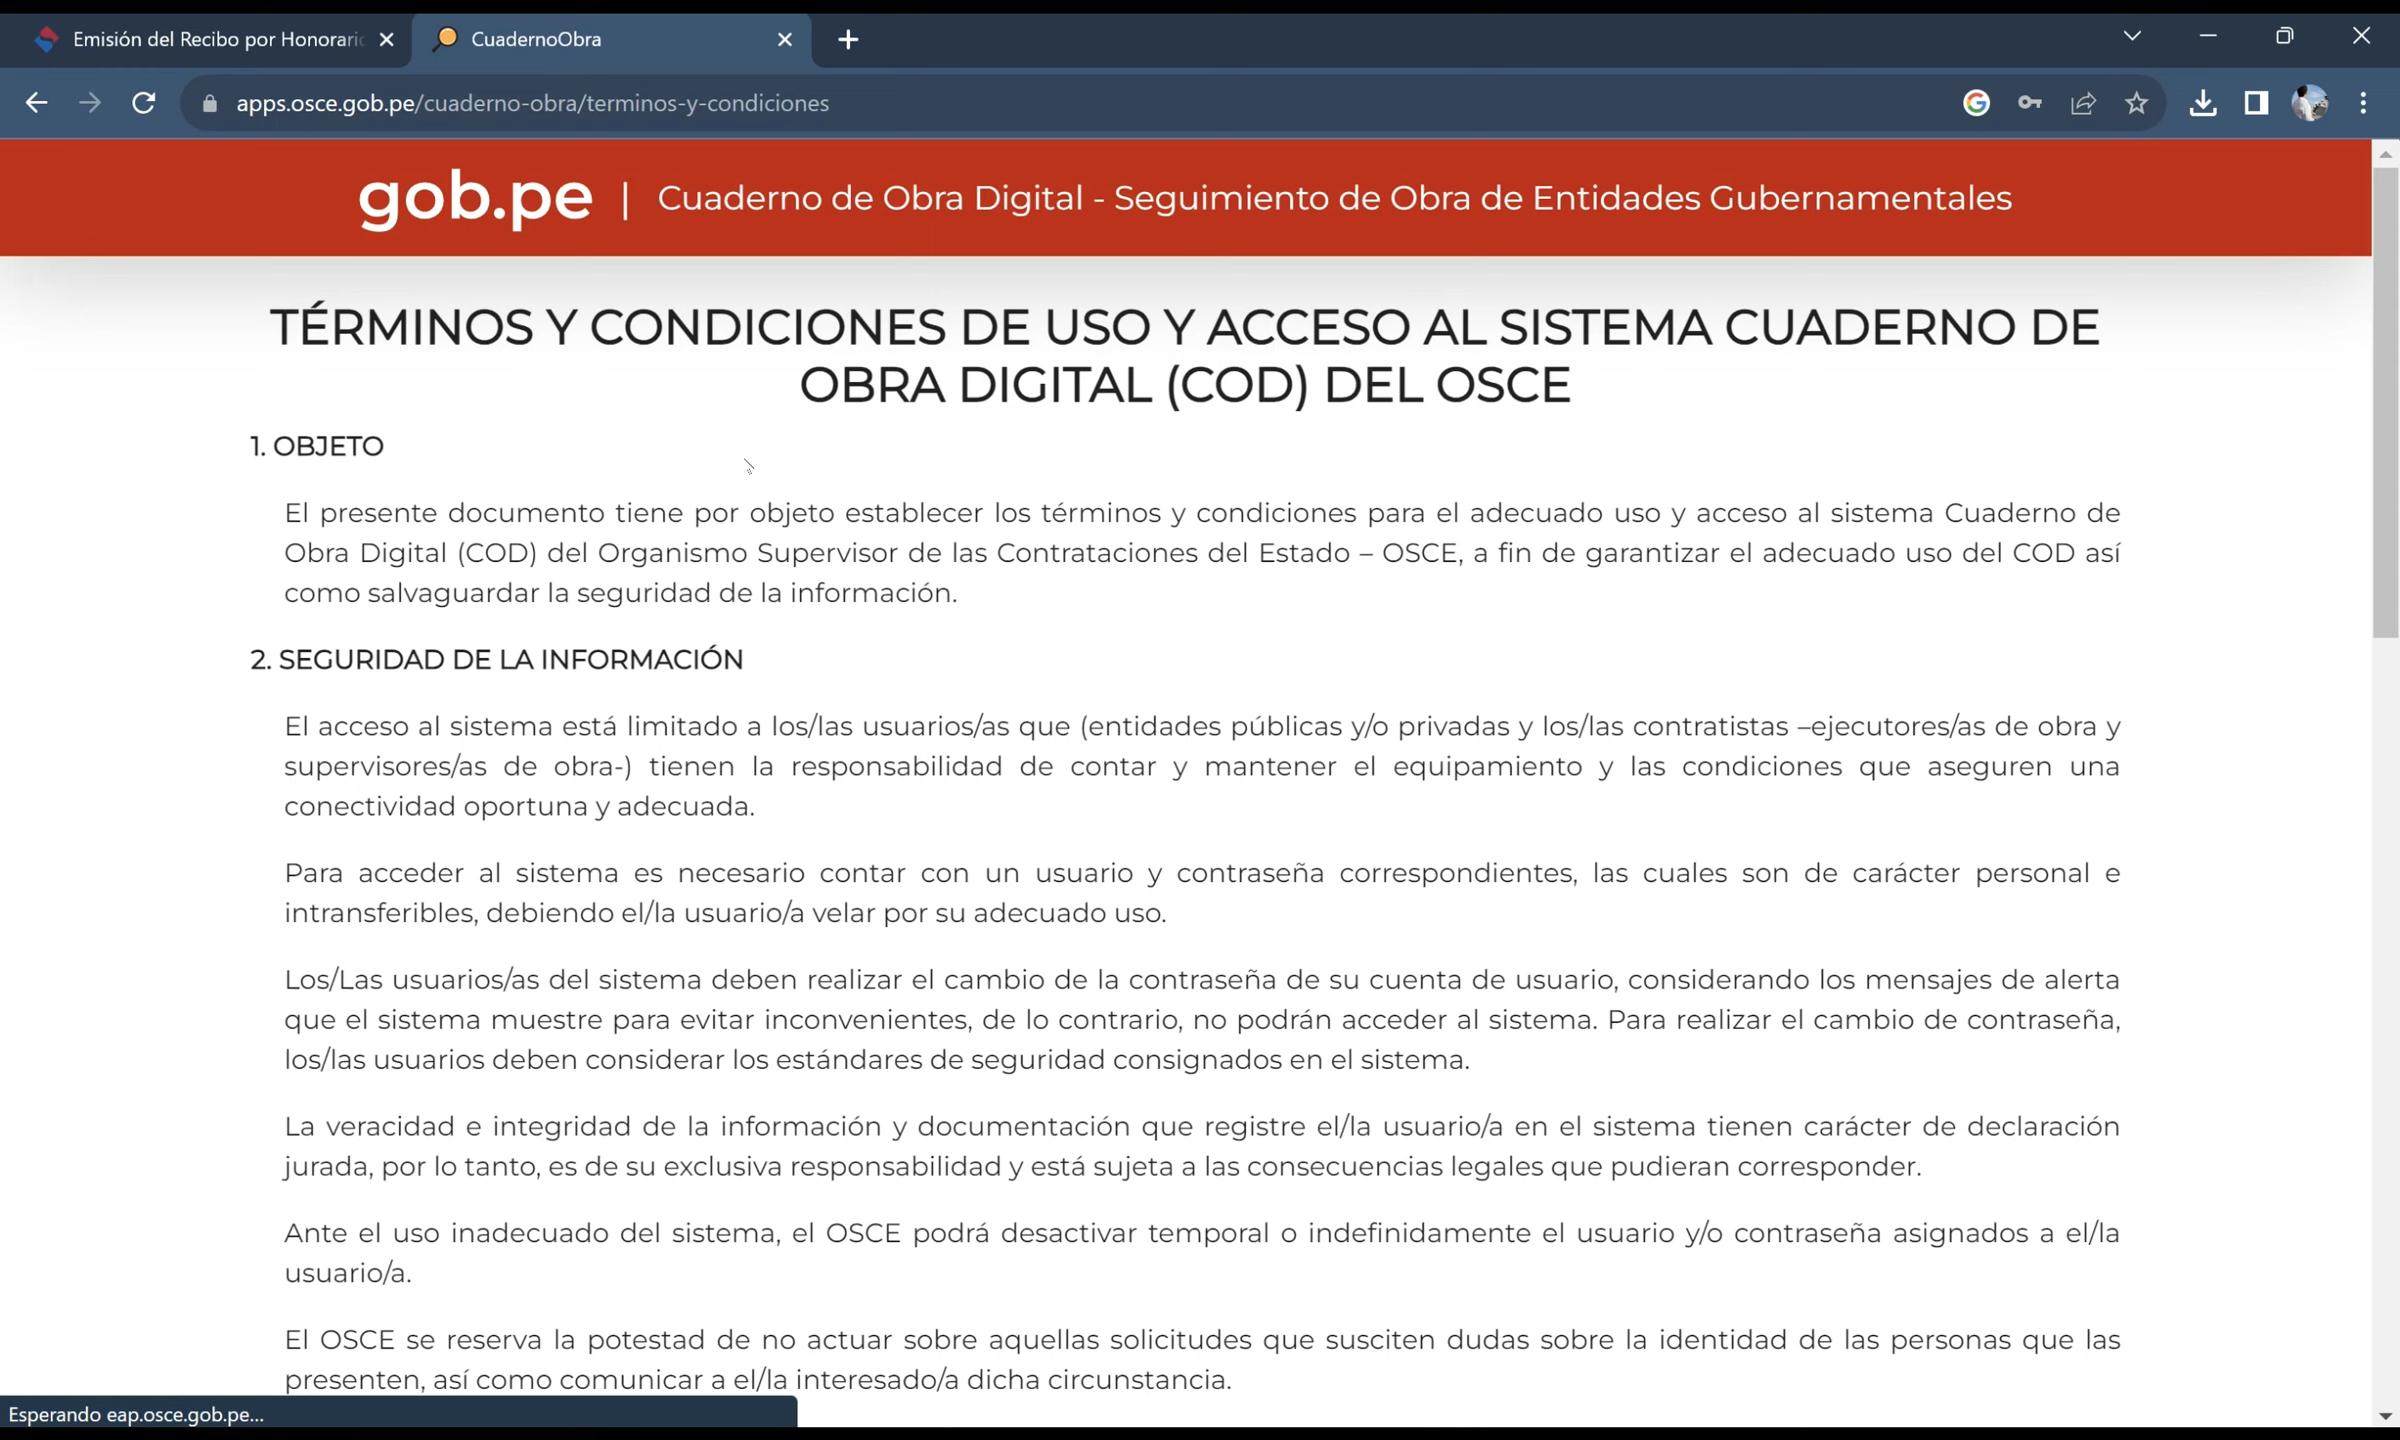 Emisión del Recibo por Honorari
CuadernoObra
apps.osce.gob.pe/cuaderno-obra/terminos-y-condiciones
gob.pe | Cuaderno de Obra Digital - Seguimiento de Obra de Entidades Gubernamentales
TÉRMINOS Y CONDICIONES DE USO Y ACCESO AL SISTEMA CUADERNO DE
OBRA DIGITAL (COD) DEL OSCE
1. OBJETO
El presente documento tiene por objeto establecer los términos y condiciones para el adecuado uso y acceso al sistema Cuaderno de
Obra Digital (COD) del Organismo Supervisor de las Contrataciones del Estado – OSCE, a fin de garantizar el adecuado uso del COD así
como salvaguardar la seguridad de la información.
2. SEGURIDAD DE LA INFORMACIÓN
El acceso al sistema está limitado a los/las usuarios/as que (entidades públicas y/o privadas y los/las contratistas –ejecutores/as de obra y
supervisores/as de obra-) tienen la responsabilidad de contar y mantener el equipamiento y las condiciones que aseguren una
conectividad oportuna y adecuada.
Para acceder al sistema es necesario contar con un usuario y contraseña correspondientes, las cuales son de carácter personal e
intransferibles, debiendo el/la usuario/a velar por su adecuado uso.
Los/Las usuarios/as del sistema deben realizar el cambio de la contraseña de su cuenta de usuario, considerando los mensajes de alerta
que el sistema muestre para evitar inconvenientes, de lo contrario, no podrán acceder al sistema. Para realizar el cambio de contraseña,
los/las usuarios deben considerar los estándares de seguridad consignados en el sistema.
La veracidad e integridad de la información y documentación que registre el/la usuario/a en el sistema tienen carácter de declaración
jurada, por lo tanto, es de su exclusiva responsabilidad y está sujeta a las consecuencias legales que pudieran corresponder.
Ante el uso inadecuado del sistema, el OSCE podrá desactivar temporal o indefinidamente el usuario y/o contraseña asignados a el/la
usuario/a.
El OSCE se reserva la potestad de no actuar sobre aquellas solicitudes que susciten dudas sobre la identidad de las personas que las
presenten, así como comunicar a el/la interesado/a dicha circunstancia.
Esperando eap.osce.gob.pe...